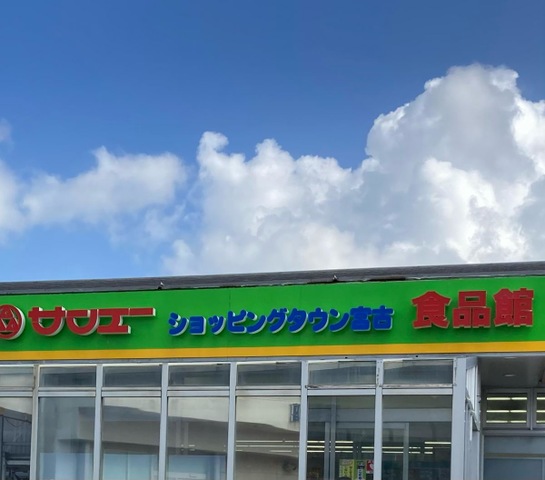 サンエー ショッピングタウン宮古 食品館